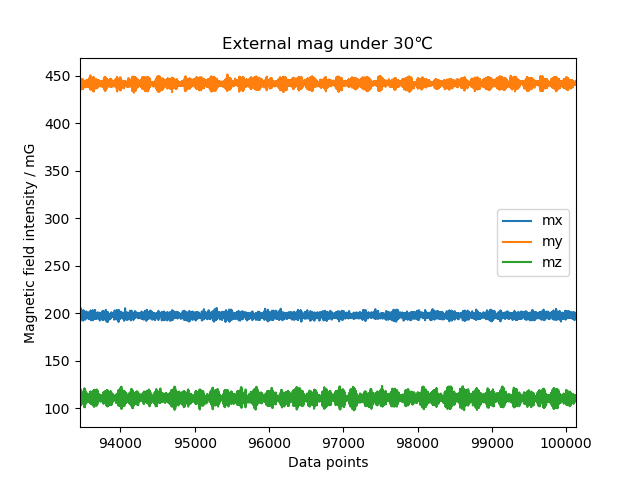 External mag under 30℃
Magnetic field intensity / mG
450
400
350
300
250
200
150
100
mx
my
mz
94000 95000 96000 97000 98000 99000 100000
Data points